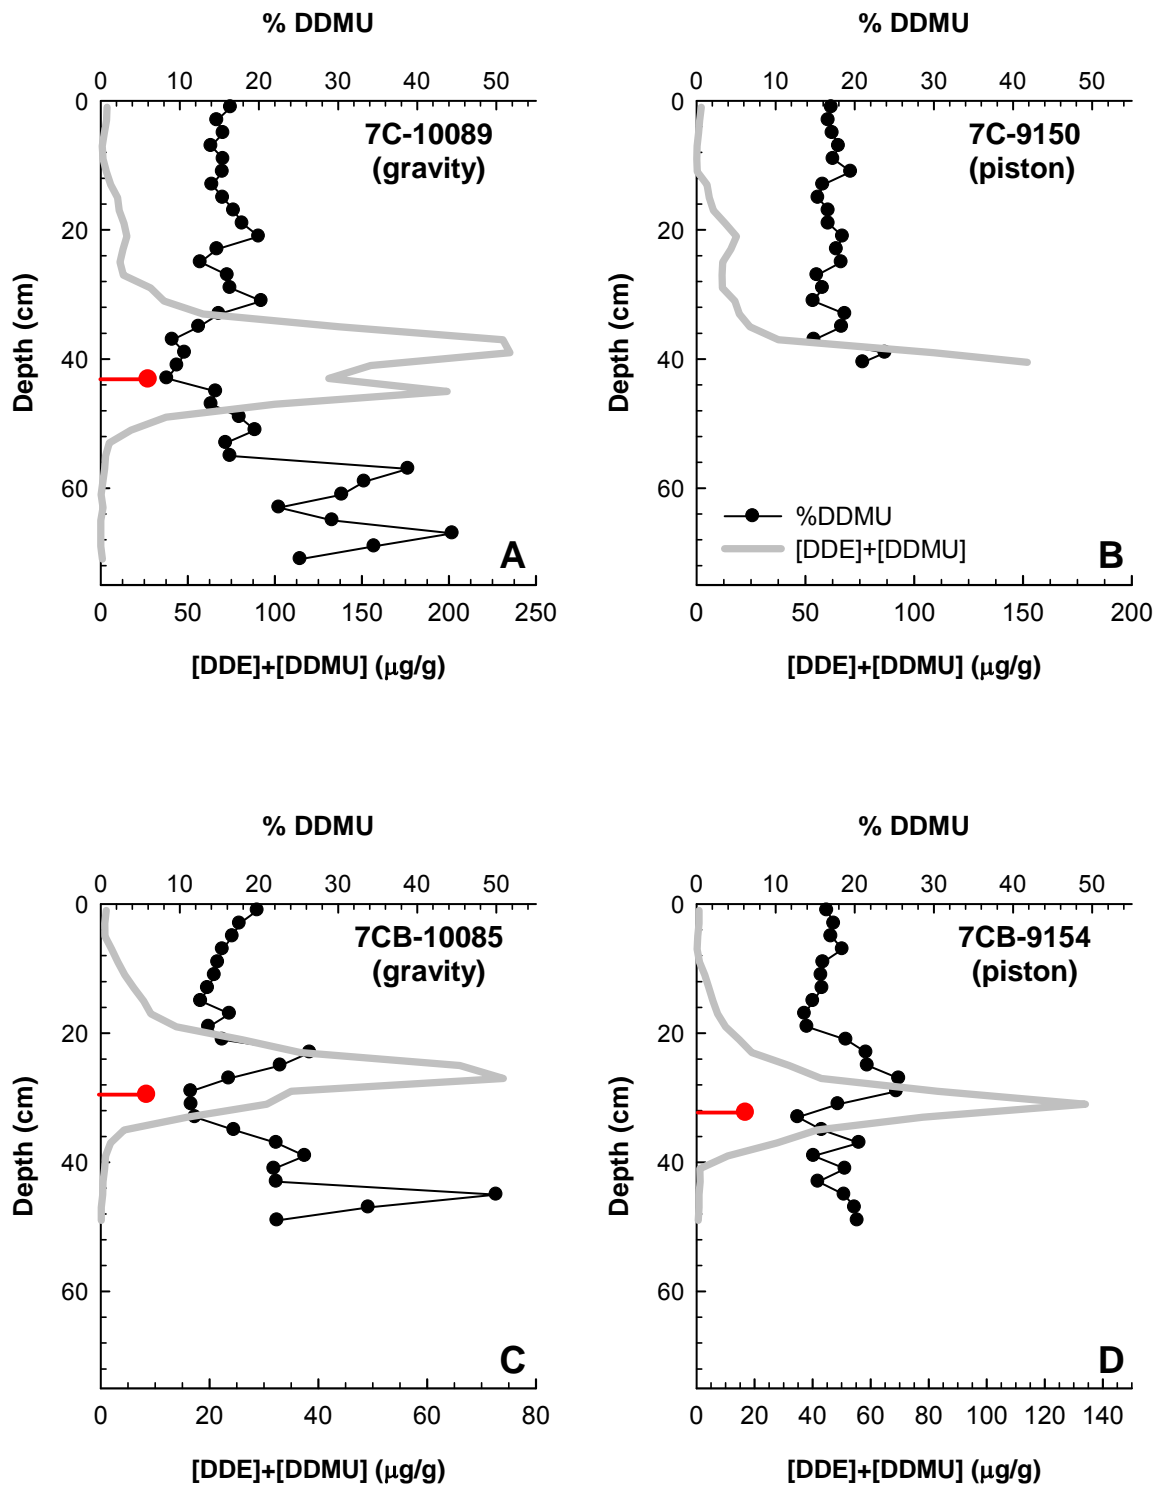 % DDMU
0 10 20 30 40 50
0
20
40
60
Depth (cm)
7C-10089
(gravity)
A
0 50 100 150 200 250
[DDE]+[DDMU] (μg/g)
% DDMU
0 10 20 30 40 50
0
20
40
60
Depth (cm)
7C-9150
(piston)
%DDMU
[DDE]+[DDMU]
B
0 50 100 150 200
[DDE]+[DDMU] (μg/g)
% DDMU
0 10 20 30 40 50
0
20
40
60
Depth (cm)
7CB-10085
(gravity)
C
0 20 40 60 80
[DDE]+[DDMU] (μg/g)
% DDMU
0 10 20 30 40 50
0
20
40
60
Depth (cm)
7CB-9154
(piston)
D
0 20 40 60 80 100 120 140
[DDE]+[DDMU] (μg/g)